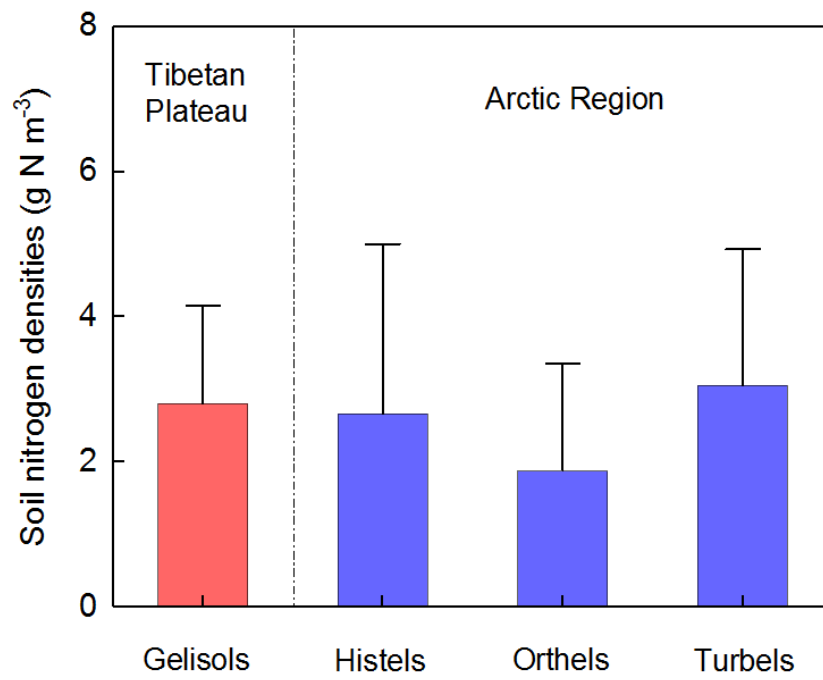 Soil nitrogen densities (g N m⁻³)
8
6
4
2
0
Tibetan
Plateau
Arctic Region
Gelisols
Histels
Orthels
Turbels